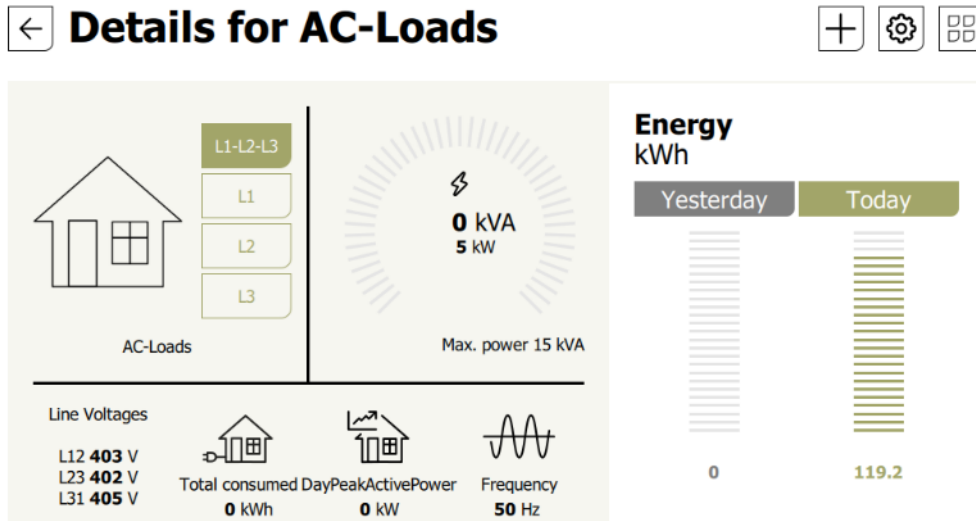 Details for AC-Loads
L1-L2-L3
L1
L2
L3
AC-Loads
0 kVA
5 kW
Max. power 15 kVA
Line Voltages
L12 403 V
L23 402 V
L31 405 V
Total consumed
0 kWh
DayPeakActivePower
0 kW
Frequency
50 Hz
Energy
kWh
Yesterday
Today
0
119.2